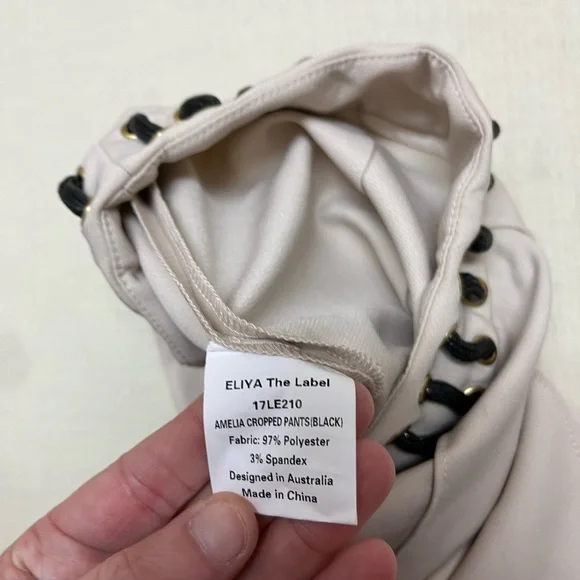 ELIYA The Label
17LE210
AMELIA CROPPED PANTS(BLACK)
Fabric: 97% Polyester
3% Spandex
Designed in Australia
Made in China